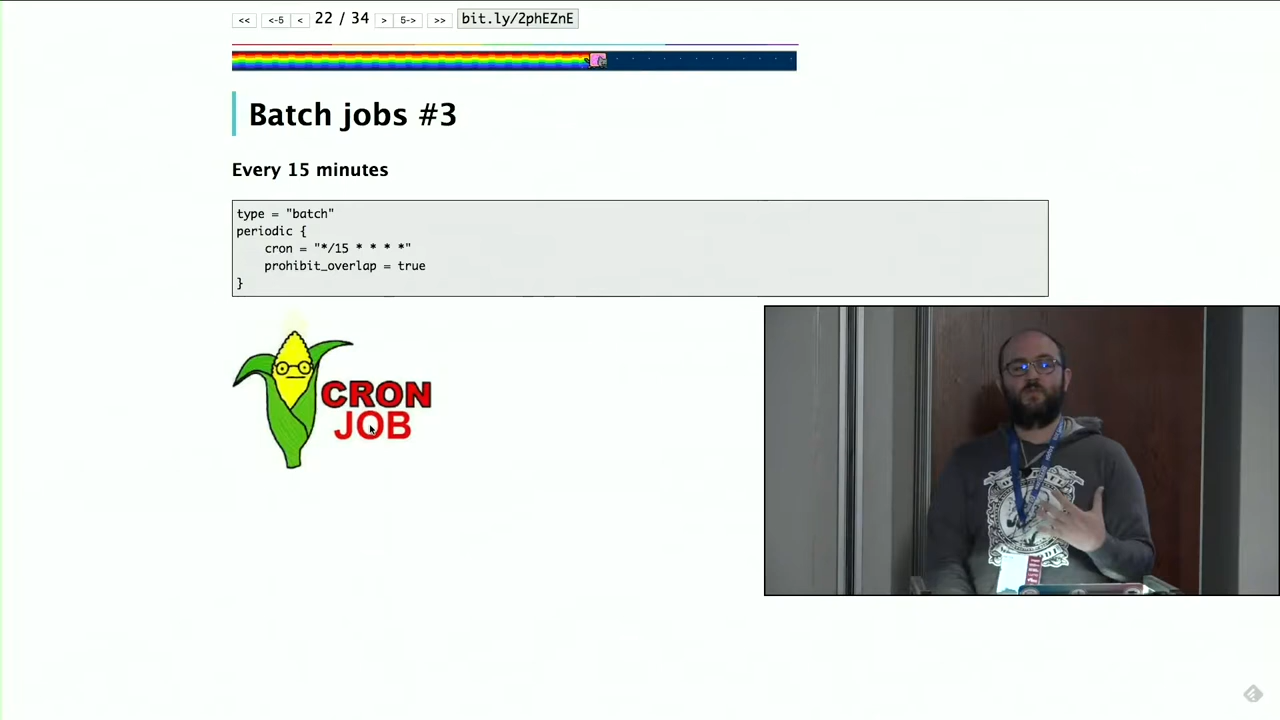 << <-5 < 22 / 34 > 5-> >> bit.ly/2phEZnE
Batch jobs #3
Every 15 minutes
type = "batch"
periodic {
    cron = "*/15 * * * *"
    prohibit_overlap = true
}
CRON
JOB